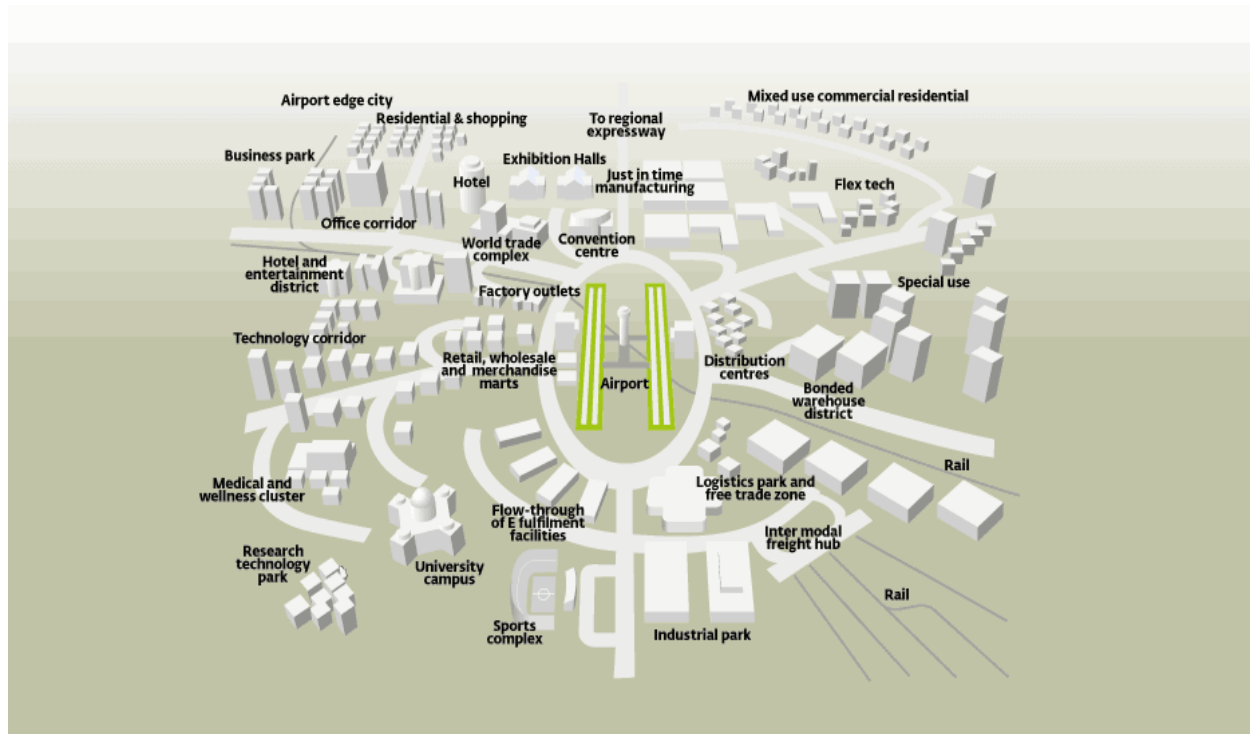 Airport edge city
Residential & shopping
Business park
Office corridor
Hotel
Exhibition Halls
To regional
expressway
Mixed use commercial residential
Just in time
manufacturing
Flex tech
World trade
complex
Convention
centre
Hotel and
entertainment
district
Factory outlets
Special use
Technology corridor
Retail, wholesale
and merchandise
marts
Airport
Distribution
centres
Bonded
warehouse
district
Rail
Medical and
wellness cluster
Flow-through
of E fulfilment
facilities
Logistics park and
free trade zone
Inter modal
freight hub
Research
technology
park
University
campus
Rail
Sports
complex
Industrial park